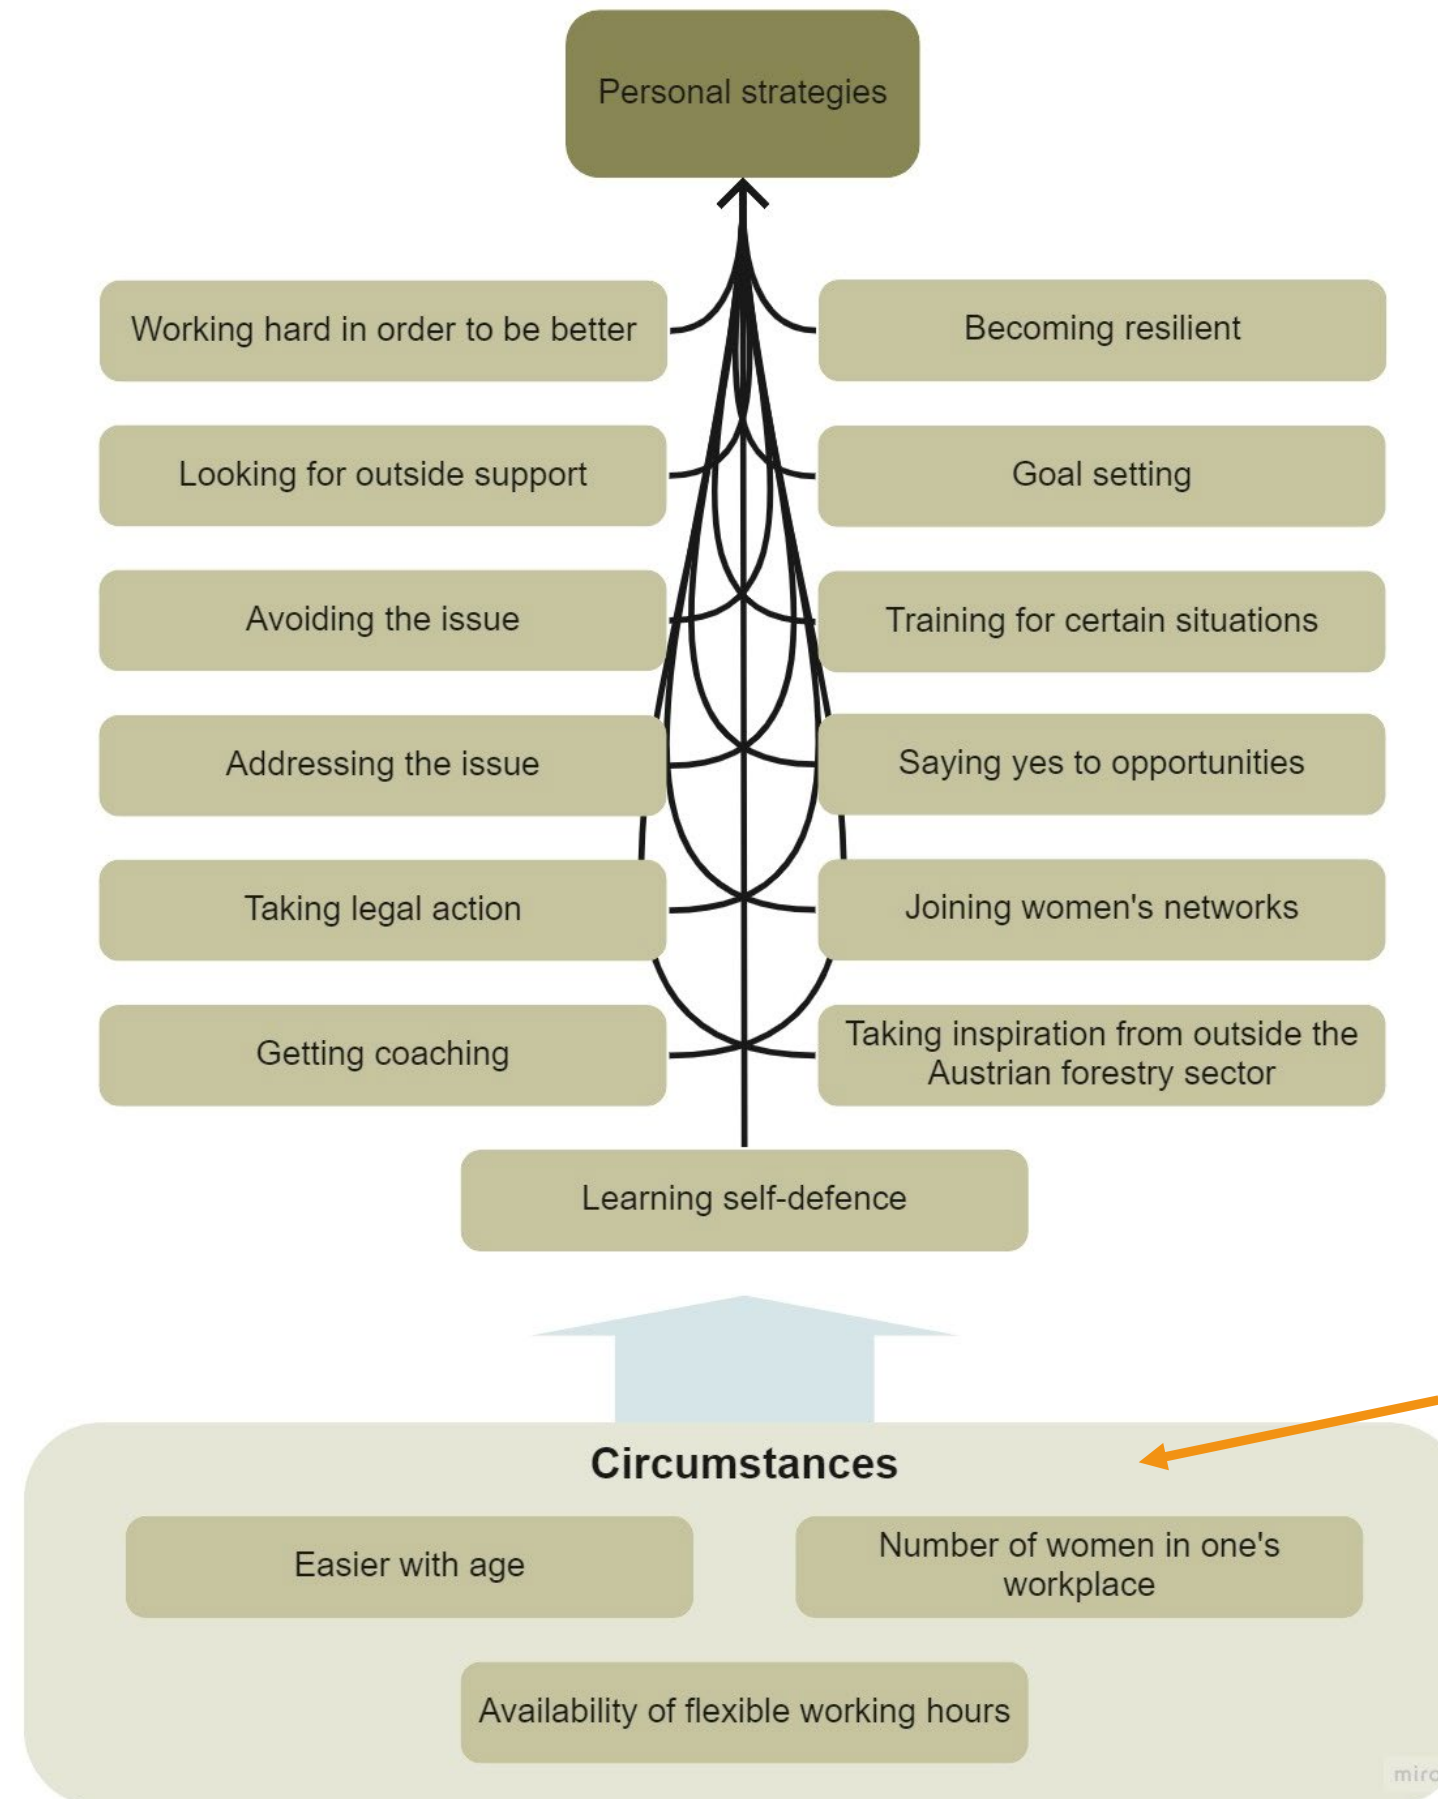 Personal strategies
Working hard in order to be better
Becoming resilient
Looking for outside support
Goal setting
Avoiding the issue
Training for certain situations
Addressing the issue
Saying yes to opportunities
Taking legal action
Joining women's networks
Getting coaching
Taking inspiration from outside the
Austrian forestry sector
Learning self-defence
Circumstances
Easier with age
Number of women in one's
workplace
Availability of flexible working hours
miro